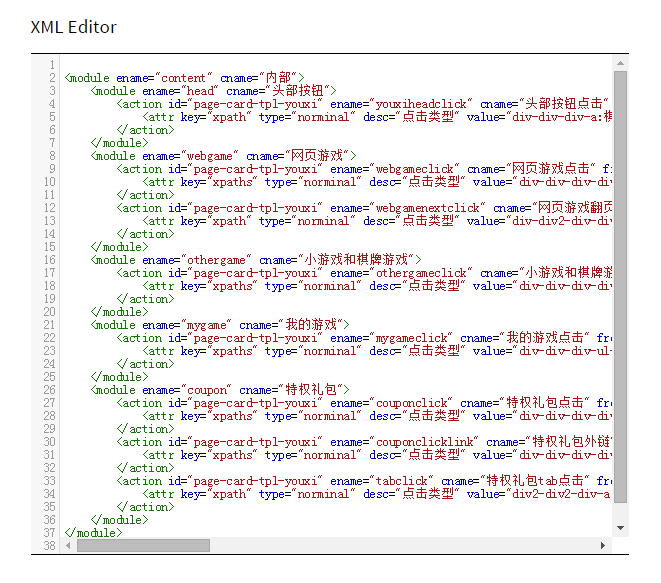 XML Editor
1
2 <module ename="content" cname="内部">
3 <module ename="head" cname="头部按钮">
4 <action id="page-card-tpl-youxi" ename="youxiheadclick" cname="头部按钮点击"
5 <attr key="xpath" type="norminal" desc="点击类型" value="div-div-div-a:棋
6 </action>
7 </module>
8 <module ename="webgame" cname="网页游戏">
9 <action id="page-card-tpl-youxi" ename="webgameclick" cname="网页游戏点击" fr
10 <attr key="xpaths" type="norminal" desc="点击类型" value="div-div-div-div
11 </action>
12 <action id="page-card-tpl-youxi" ename="webgamenextclick" cname="网页游戏翻页
13 <attr key="xpath" type="norminal" desc="点击类型" value="div-div2-div-div
14 </action>
15 </module>
16 <module ename="othergame" cname="小游戏和棋牌游戏">
17 <action id="page-card-tpl-youxi" ename="othergameclick" cname="小游戏和棋牌游
18 <attr key="xpaths" type="norminal" desc="点击类型" value="div-div-div-div
19 </action>
20 </module>
21 <module ename="mygame" cname="我的游戏">
22 <action id="page-card-tpl-youxi" ename="mygameclick" cname="我的游戏点击" fro
23 <attr key="xpaths" type="norminal" desc="点击类型" value="div-div-div-ul-
24 </action>
25 </module>
26 <module ename="coupon" cname="特权礼包">
27 <action id="page-card-tpl-youxi" ename="couponclick" cname="特权礼包点击" fro
28 <attr key="xpaths" type="norminal" desc="点击类型" value="div-div-div-div
29 </action>
30 <action id="page-card-tpl-youxi" ename="couponclicklink" cname="特权礼包外链
31 <attr key="xpaths" type="norminal" desc="点击类型" value="div-div-div-div
32 </action>
33 <action id="page-card-tpl-youxi" ename="tabclick" cname="特权礼包tab点击" fro
34 <attr key="xpath" type="norminal" desc="点击类型" value="div2-div2-div-a
35 </action>
36 </module>
37 </module>
38